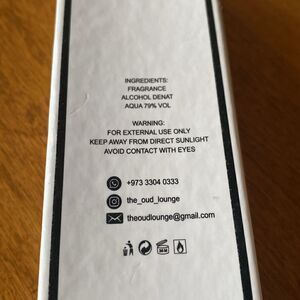 INGREDIENTS:
FRAGRANCE
ALCOHOL DENAT
AQUA 79% VOL
WARNING:
FOR EXTERNAL USE ONLY
KEEP AWAY FROM DIRECT SUNLIGHT
AVOID CONTACT WITH EYES
+973 3304 0333
the_oud_lounge
theoudlounge@gmail.com